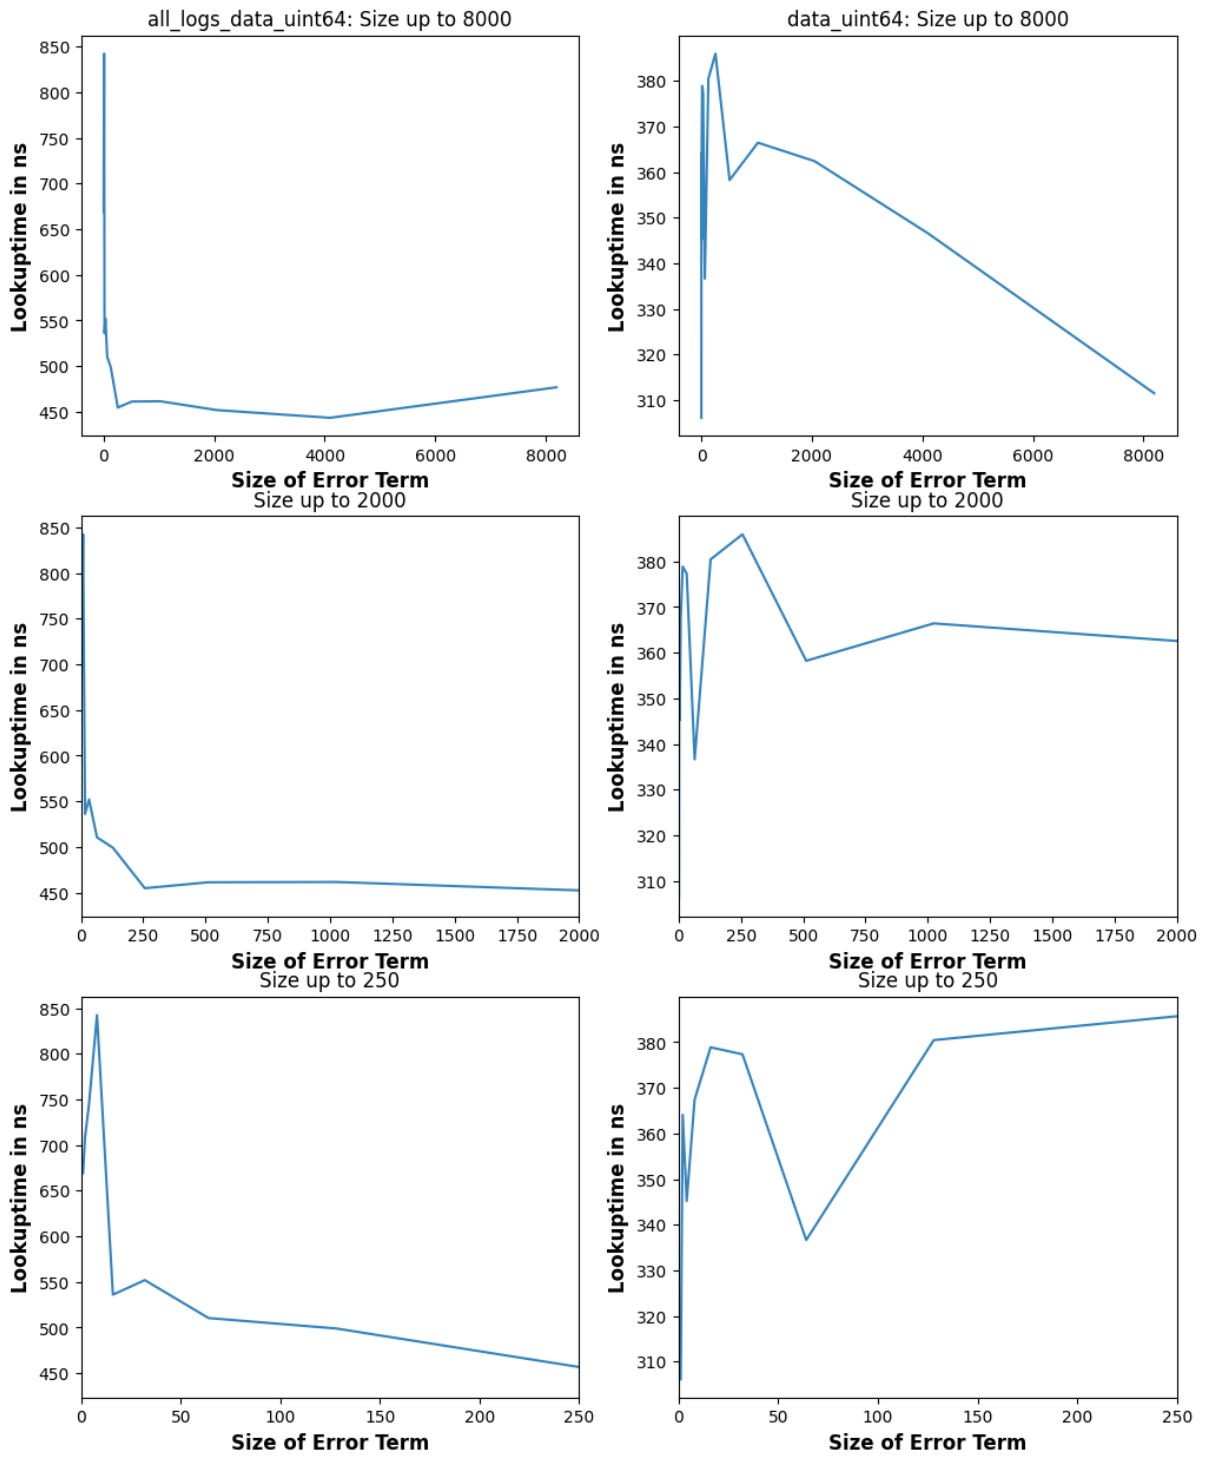 all_logs_data_uint64: Size up to 8000
850
800
750
700
650
600
550
500
450
Lookuptime in ns
0 2000 4000 6000 8000
Size of Error Term
data_uint64: Size up to 8000
380
370
360
350
340
330
320
310
Lookuptime in ns
0 2000 4000 6000 8000
Size of Error Term
Size up to 2000
850
800
750
700
650
600
550
500
450
Lookuptime in ns
0 250 500 750 1000 1250 1500 1750 2000
Size of Error Term
Size up to 2000
380
370
360
350
340
330
320
310
Lookuptime in ns
0 250 500 750 1000 1250 1500 1750 2000
Size of Error Term
Size up to 250
850
800
750
700
650
600
550
500
450
Lookuptime in ns
0 50 100 150 200 250
Size of Error Term
Size up to 250
380
370
360
350
340
330
320
310
Lookuptime in ns
0 50 100 150 200 250
Size of Error Term